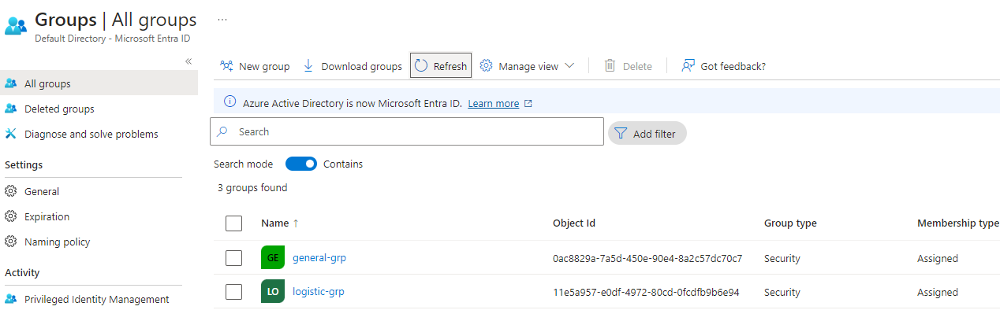 Groups | All groups ...
Default Directory - Microsoft Entra ID
«
All groups
Deleted groups
Diagnose and solve problems
Settings
General
Expiration
Naming policy
Activity
Privileged Identity Management
New group Download groups Refresh Manage view Delete Got feedback?
Azure Active Directory is now Microsoft Entra ID. Learn more
Search Add filter
Search mode Contains
3 groups found
Name ↑ Object Id Group type Membership type
GE general-grp 0ac8829a-7a5d-450e-90e4-8a2c57dc70c7 Security Assigned
LO logistic-grp 11e5a957-e0df-4972-80cd-0fcdfb9b6e94 Security Assigned